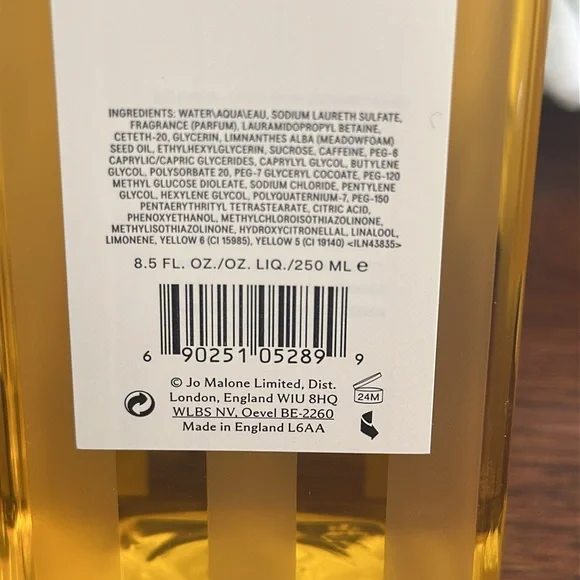 INGREDIENTS: WATER\AQUA\EAU, SODIUM LAURETH SULFATE,
FRAGRANCE (PARFUM), LAURAMIDOPROPYL BETAINE,
CETETH-20, GLYCERIN, LIMNANTHES ALBA (MEADOWFOAM)
SEED OIL, ETHYLHEXYLGLYCERIN, SUCROSE, CAFFEINE, PEG-6
CAPRYLIC/CAPRIC GLYCERIDES, CAPRYLYL GLYCOL, BUTYLENE
GLYCOL, POLYSORBATE 20, PEG-7 GLYCERYL COCOATE, PEG-120
METHYL GLUCOSE DIOLEATE, SODIUM CHLORIDE, PENTYLENE
GLYCOL, HEXYLENE GLYCOL, POLYQUATERNIUM-7, PEG-150
PENTAERYTHRITYL TETRASTEARATE, CITRIC ACID,
PHENOXYETHANOL, METHYLCHLOROISOTHIAZOLINONE,
METHYLISOTHIAZOLINONE, HYDROXYCITRONELLAL, LINALOOL,
LIMONENE, YELLOW 6 (CI 15985), YELLOW 5 (CI 19140) <ILN43835>
8.5 FL. OZ./OZ. LIQ./250 ML e
6 90251 05289 9
© Jo Malone Limited, Dist.
London, England W1U 8HQ
WLBS NV, Oevel BE-2260
Made in England L6AA
24M